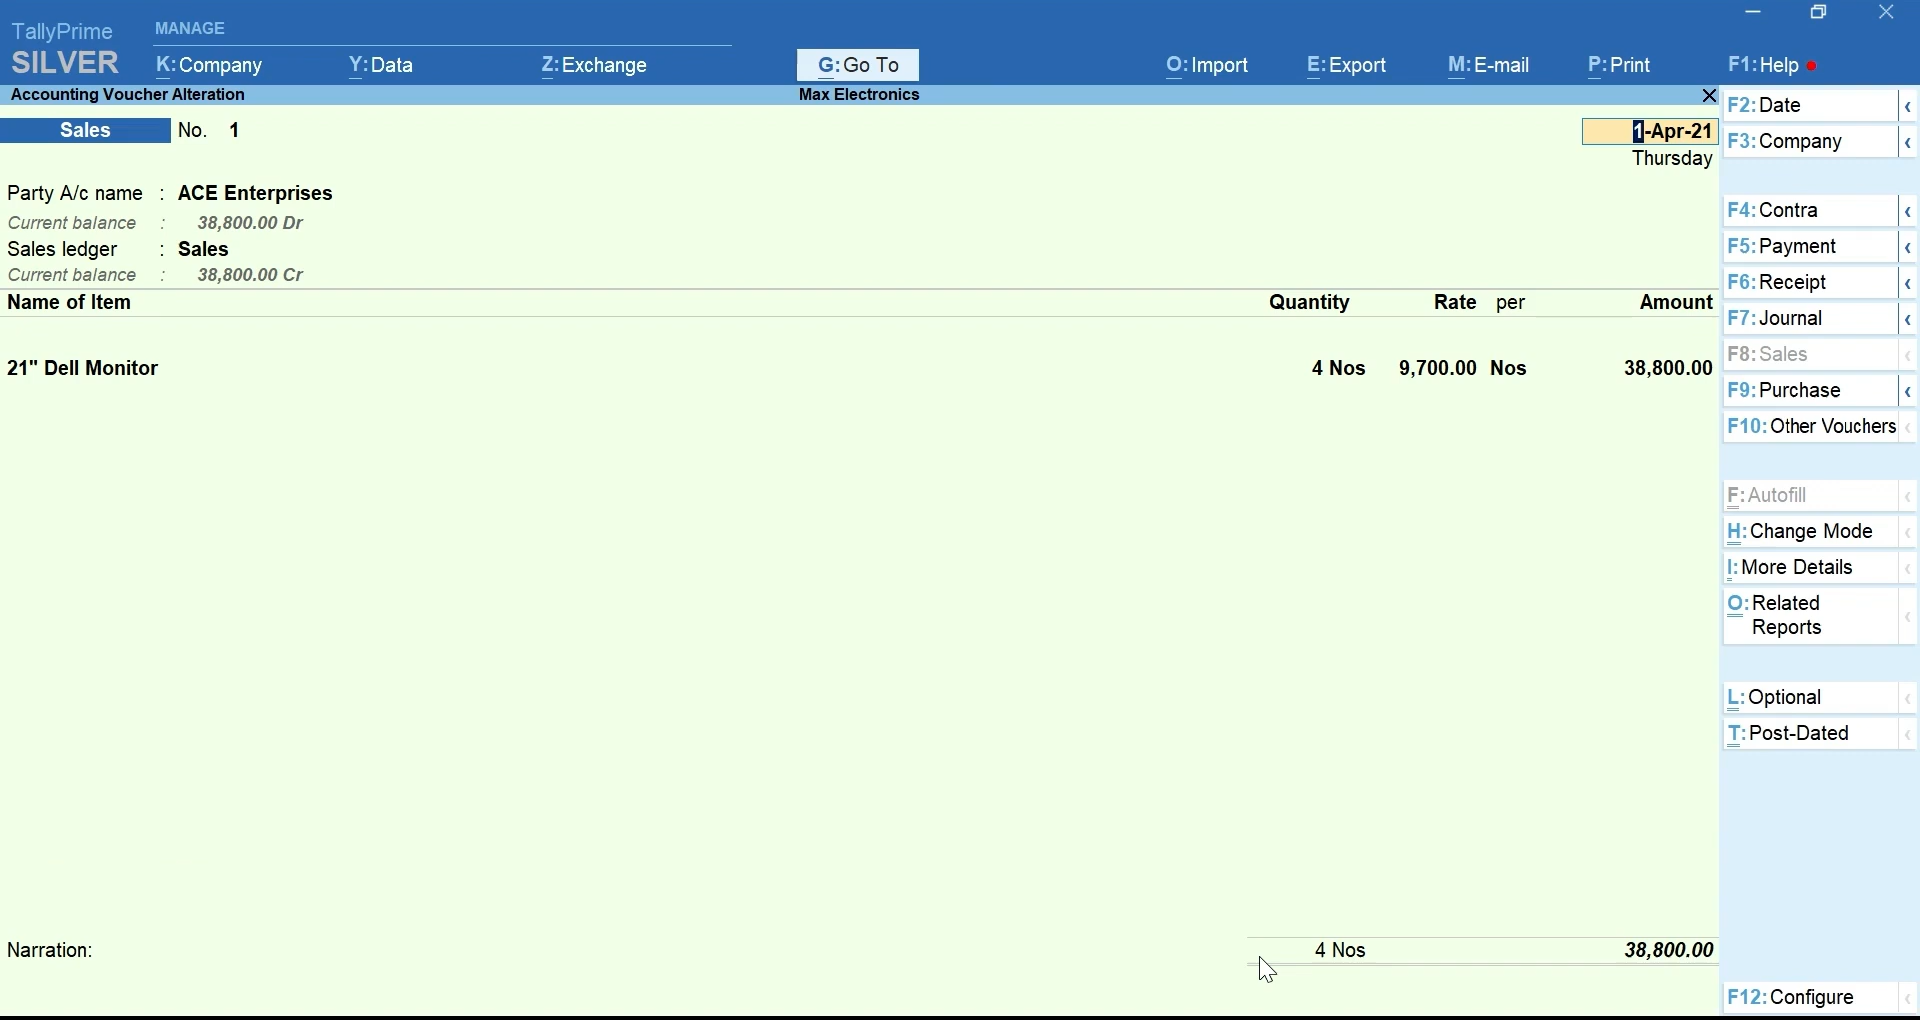 TallyPrime
SILVER
MANAGE
K: Company Y: Data Z: Exchange G: Go To O: Import E: Export M: E-mail P: Print F1: Help
Accounting Voucher Alteration Max Electronics
Sales No. 1 1-Apr-21
Thursday
Party A/c name : ACE Enterprises
Current balance : 38,800.00 Dr
Sales ledger : Sales
Current balance : 38,800.00 Cr
Name of Item Quantity Rate per Amount
21" Dell Monitor 4 Nos 9,700.00 Nos 38,800.00
Narration: 4 Nos 38,800.00
F2: Date
F3: Company
F4: Contra
F5: Payment
F6: Receipt
F7: Journal
F8: Sales
F9: Purchase
F10: Other Vouchers
F: Autofill
H: Change Mode
I: More Details
O: Related
Reports
L: Optional
T: Post-Dated
F12: Configure